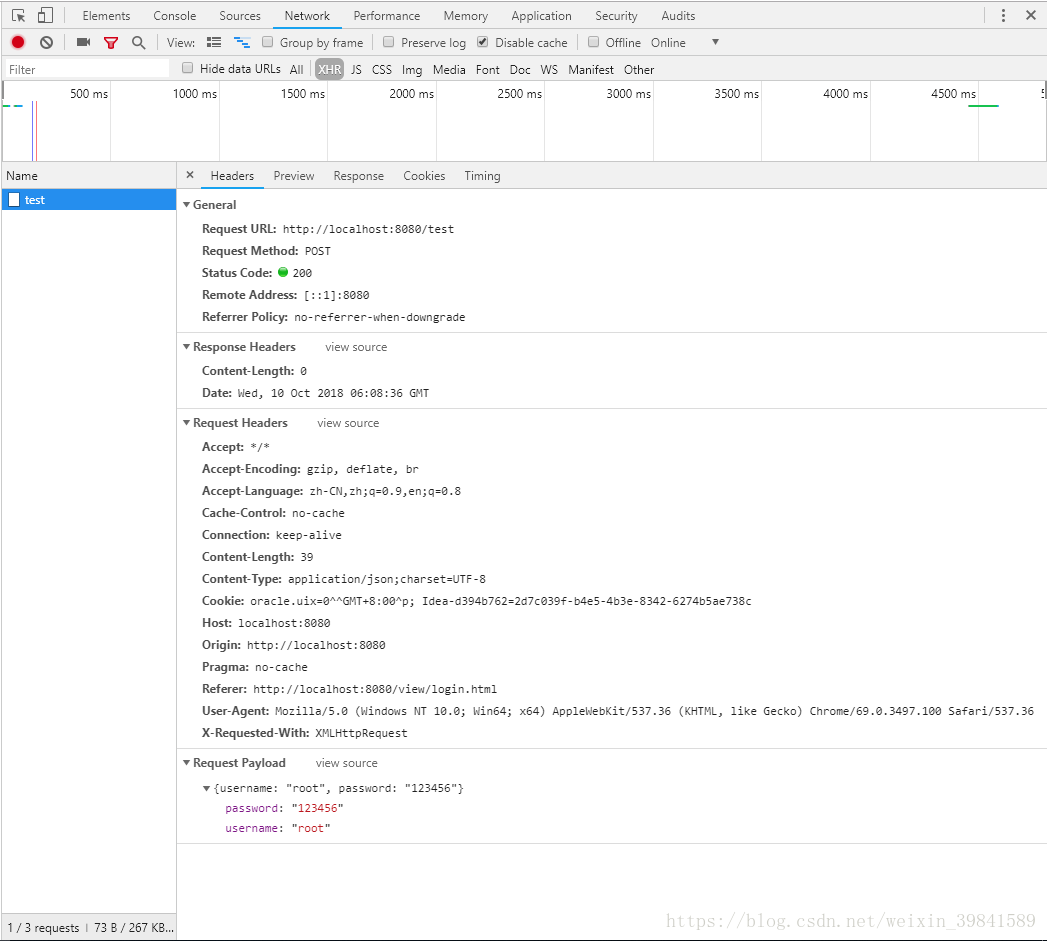 Elements Console Sources Network Performance Memory Application Security Audits
View: Group by frame Preserve log Disable cache Offline Online
Filter Hide data URLs All XHR JS CSS Img Media Font Doc WS Manifest Other
500 ms 1000 ms 1500 ms 2000 ms 2500 ms 3000 ms 3500 ms 4000 ms 4500 ms
Name
test
Headers Preview Response Cookies Timing
General
Request URL: http://localhost:8080/test
Request Method: POST
Status Code: 200
Remote Address: [::1]:8080
Referrer Policy: no-referrer-when-downgrade
Response Headers view source
Content-Length: 0
Date: Wed, 10 Oct 2018 06:08:36 GMT
Request Headers view source
Accept: */*
Accept-Encoding: gzip, deflate, br
Accept-Language: zh-CN,zh;q=0.9,en;q=0.8
Cache-Control: no-cache
Connection: keep-alive
Content-Length: 39
Content-Type: application/json;charset=UTF-8
Cookie: oracle.uix=0^^GMT+8:00^p; Idea-d394b762=2d7c039f-b4e5-4b3e-8342-6274b5ae738c
Host: localhost:8080
Origin: http://localhost:8080
Pragma: no-cache
Referer: http://localhost:8080/view/login.html
User-Agent: Mozilla/5.0 (Windows NT 10.0; Win64; x64) AppleWebKit/537.36 (KHTML, like Gecko) Chrome/69.0.3497.100 Safari/537.36
X-Requested-With: XMLHttpRequest
Request Payload view source
{username: "root", password: "123456"}
password: "123456"
username: "root"
1 / 3 requests | 73 B / 267 KB...
https://blog.csdn.net/weixin_39841589